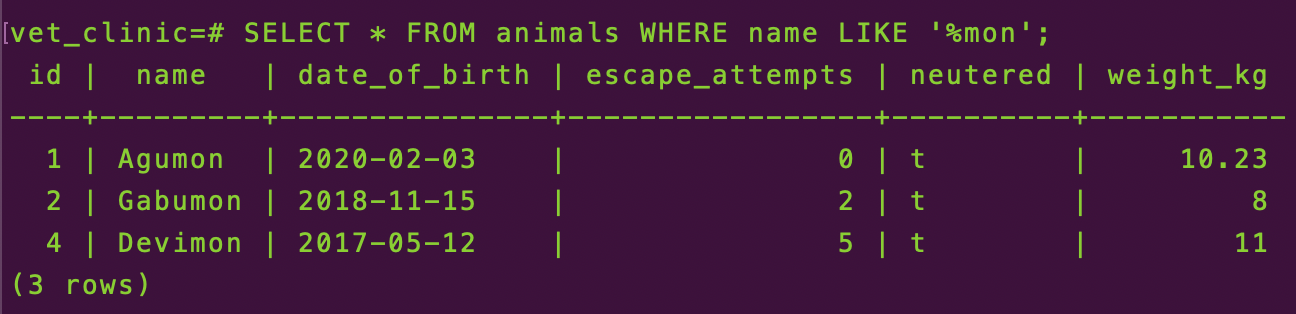 [vet_clinic=# SELECT * FROM animals WHERE name LIKE '%mon';
 id |  name   | date_of_birth | escape_attempts | neutered | weight_kg
----+---------+---------------+-----------------+----------+-----------
  1 | Agumon  | 2020-02-03    |               0 | t        |     10.23
  2 | Gabumon | 2018-11-15    |               2 | t        |         8
  4 | Devimon | 2017-05-12    |               5 | t        |        11
(3 rows)